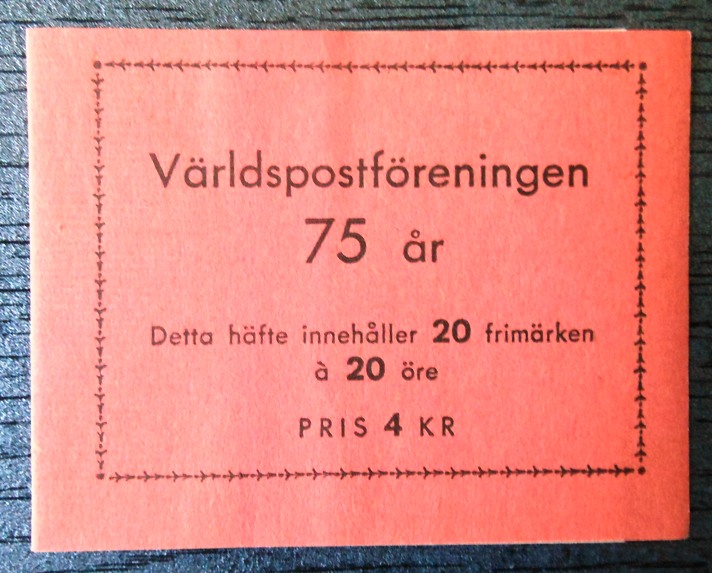 Världspostföreningen
75 år
Detta häfte innehåller 20 frimärken
à 20 öre
PRIS 4 KR